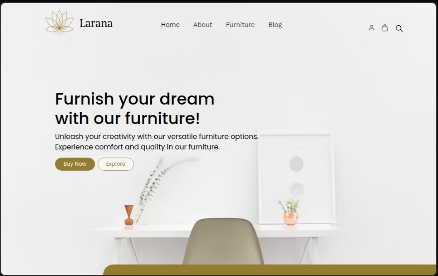 Larana
Home About Furniture Blog
Furnish your dream
with our furniture!
Unleash your creativity with our versatile furniture options.
Experience comfort and quality in our furniture.
Buy Now Explore